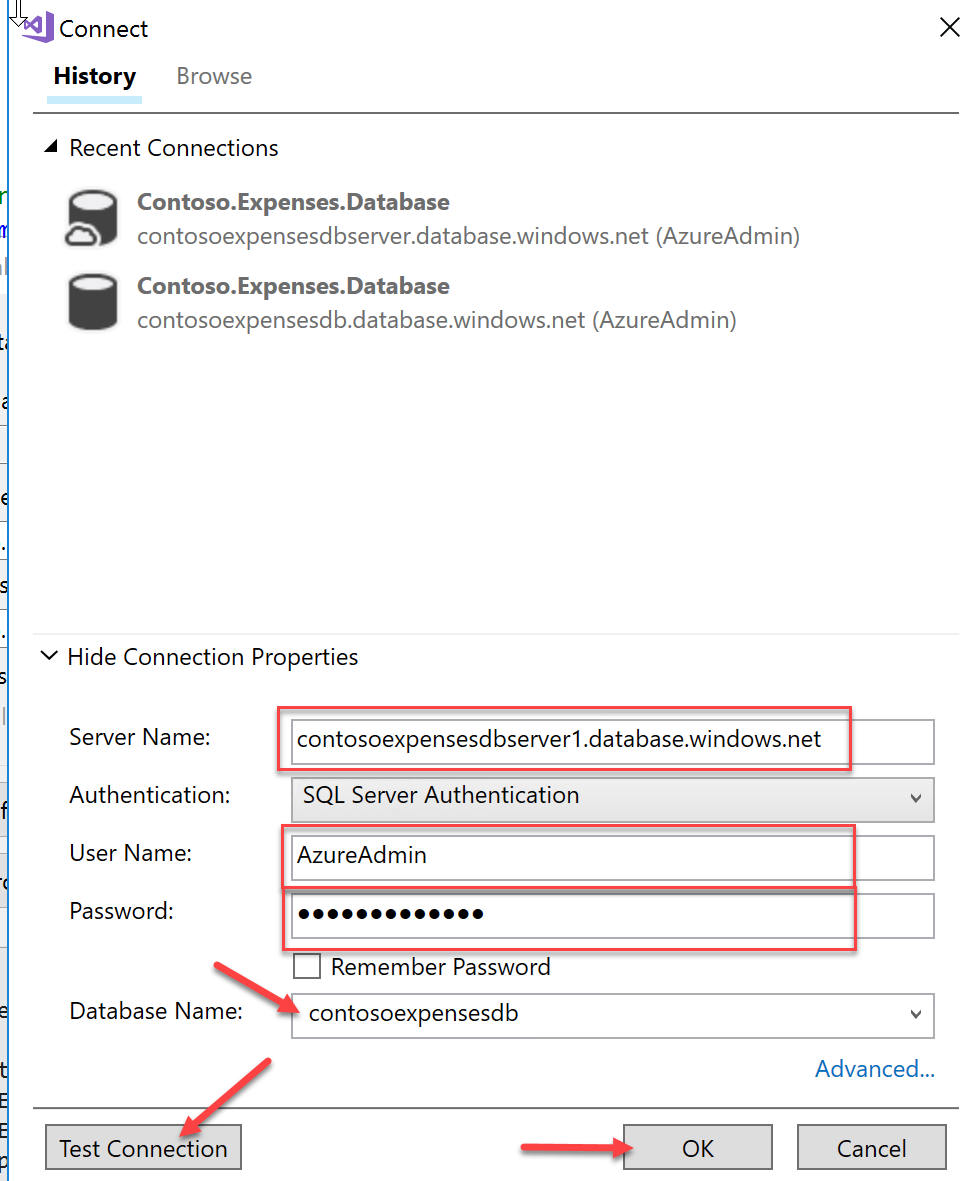 Connect
History Browse
Recent Connections
Contoso.Expenses.Database
contosoexpensesdbserver.database.windows.net (AzureAdmin)
Contoso.Expenses.Database
contosoexpensesdb.database.windows.net (AzureAdmin)
Hide Connection Properties
Server Name: contosoexpensesdbserver1.database.windows.net
Authentication: SQL Server Authentication
User Name: AzureAdmin
Password: ●●●●●●●●●●●●●
Remember Password
Database Name: contosoexpensesdb
Advanced...
Test Connection OK Cancel